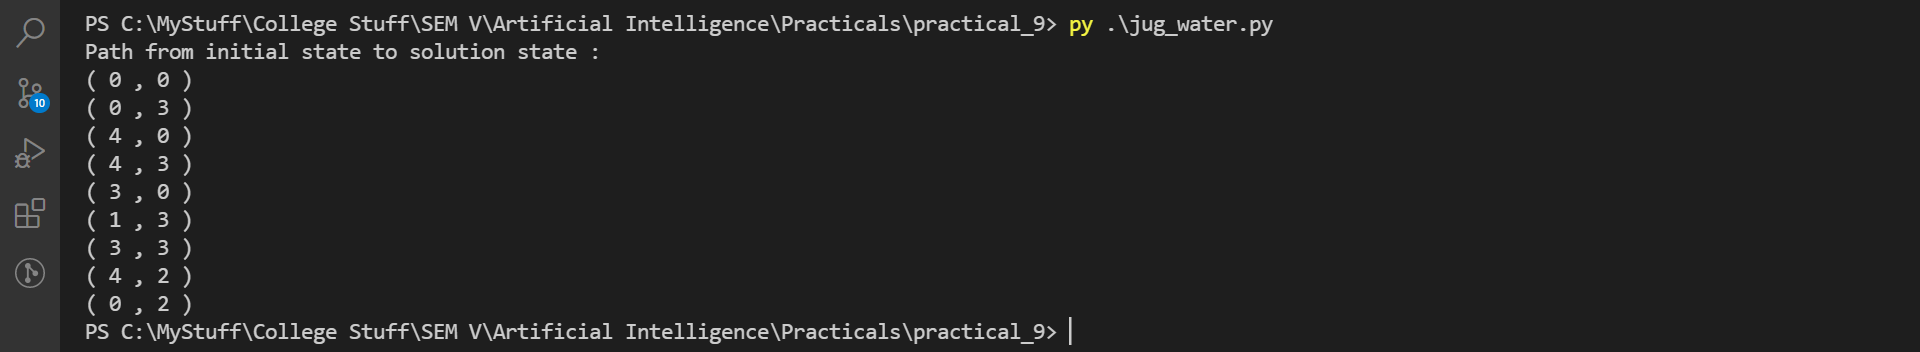 PS C:\MyStuff\College Stuff\SEM V\Artificial Intelligence\Practicals\practical_9> py .\jug_water.py
Path from initial state to solution state :
( 0 , 0 )
( 0 , 3 )
( 4 , 0 )
( 4 , 3 )
( 3 , 0 )
( 1 , 3 )
( 3 , 3 )
( 4 , 2 )
( 0 , 2 )
PS C:\MyStuff\College Stuff\SEM V\Artificial Intelligence\Practicals\practical_9>
10